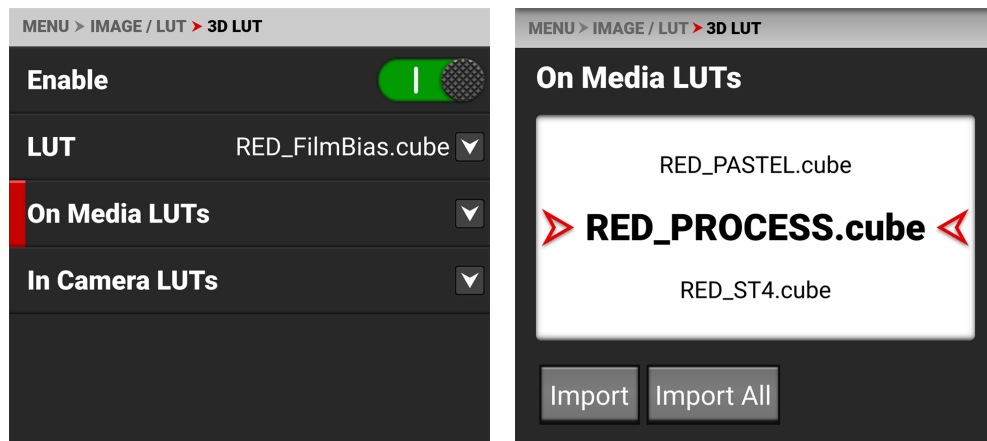 MENU > IMAGE / LUT > 3D LUT
Enable
LUT RED_FilmBias.cube
On Media LUTs
In Camera LUTs
MENU > IMAGE / LUT > 3D LUT
On Media LUTs
RED_PASTEL.cube
RED_PROCESS.cube
RED_ST4.cube
Import Import All